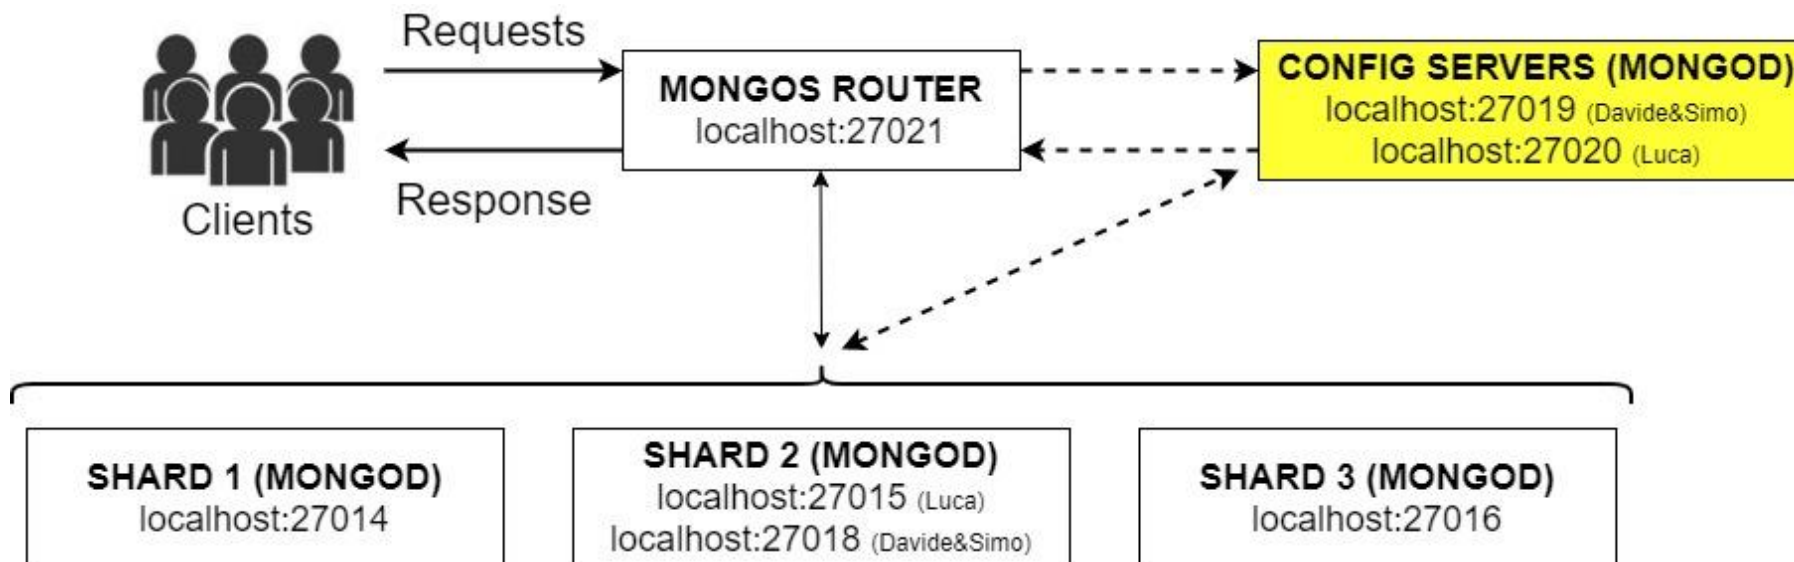 Requests
Response
Clients
MONGOS ROUTER
localhost:27021
CONFIG SERVERS (MONGOD)
localhost:27019 (Davide&Simo)
localhost:27020 (Luca)
SHARD 1 (MONGOD)
localhost:27014
SHARD 2 (MONGOD)
localhost:27015 (Luca)
localhost:27018 (Davide&Simo)
SHARD 3 (MONGOD)
localhost:27016